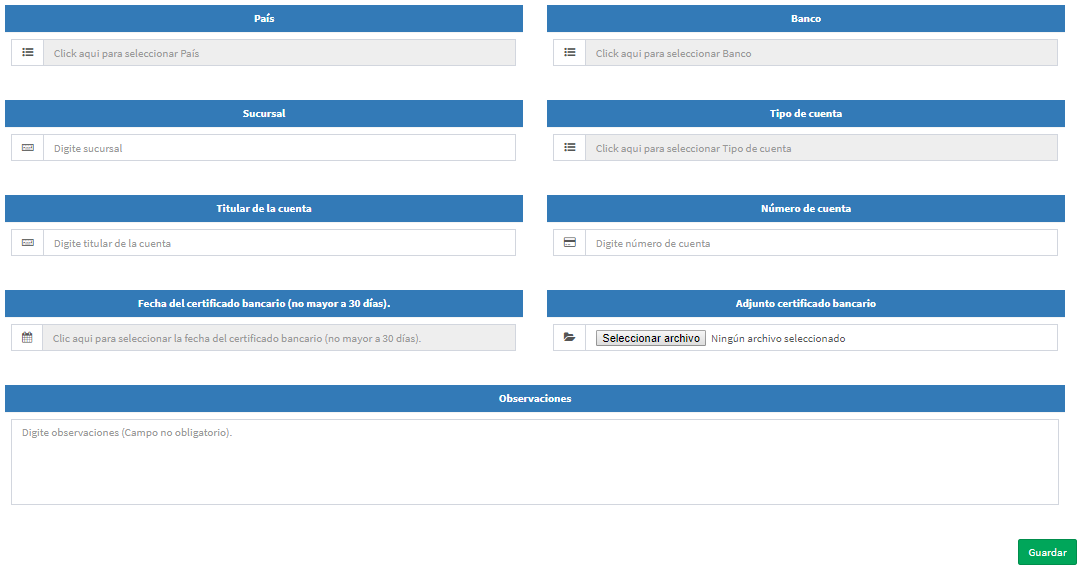 País
Banco
Click aqui para seleccionar País
Click aqui para seleccionar Banco
Sucursal
Tipo de cuenta
Digite sucursal
Click aqui para seleccionar Tipo de cuenta
Titular de la cuenta
Número de cuenta
Digite titular de la cuenta
Digite número de cuenta
Fecha del certificado bancario (no mayor a 30 días).
Adjunto certificado bancario
Clic aqui para seleccionar la fecha del certificado bancario (no mayor a 30 días).
Seleccionar archivo Ningún archivo seleccionado
Observaciones
Digite observaciones (Campo no obligatorio).
Guardar